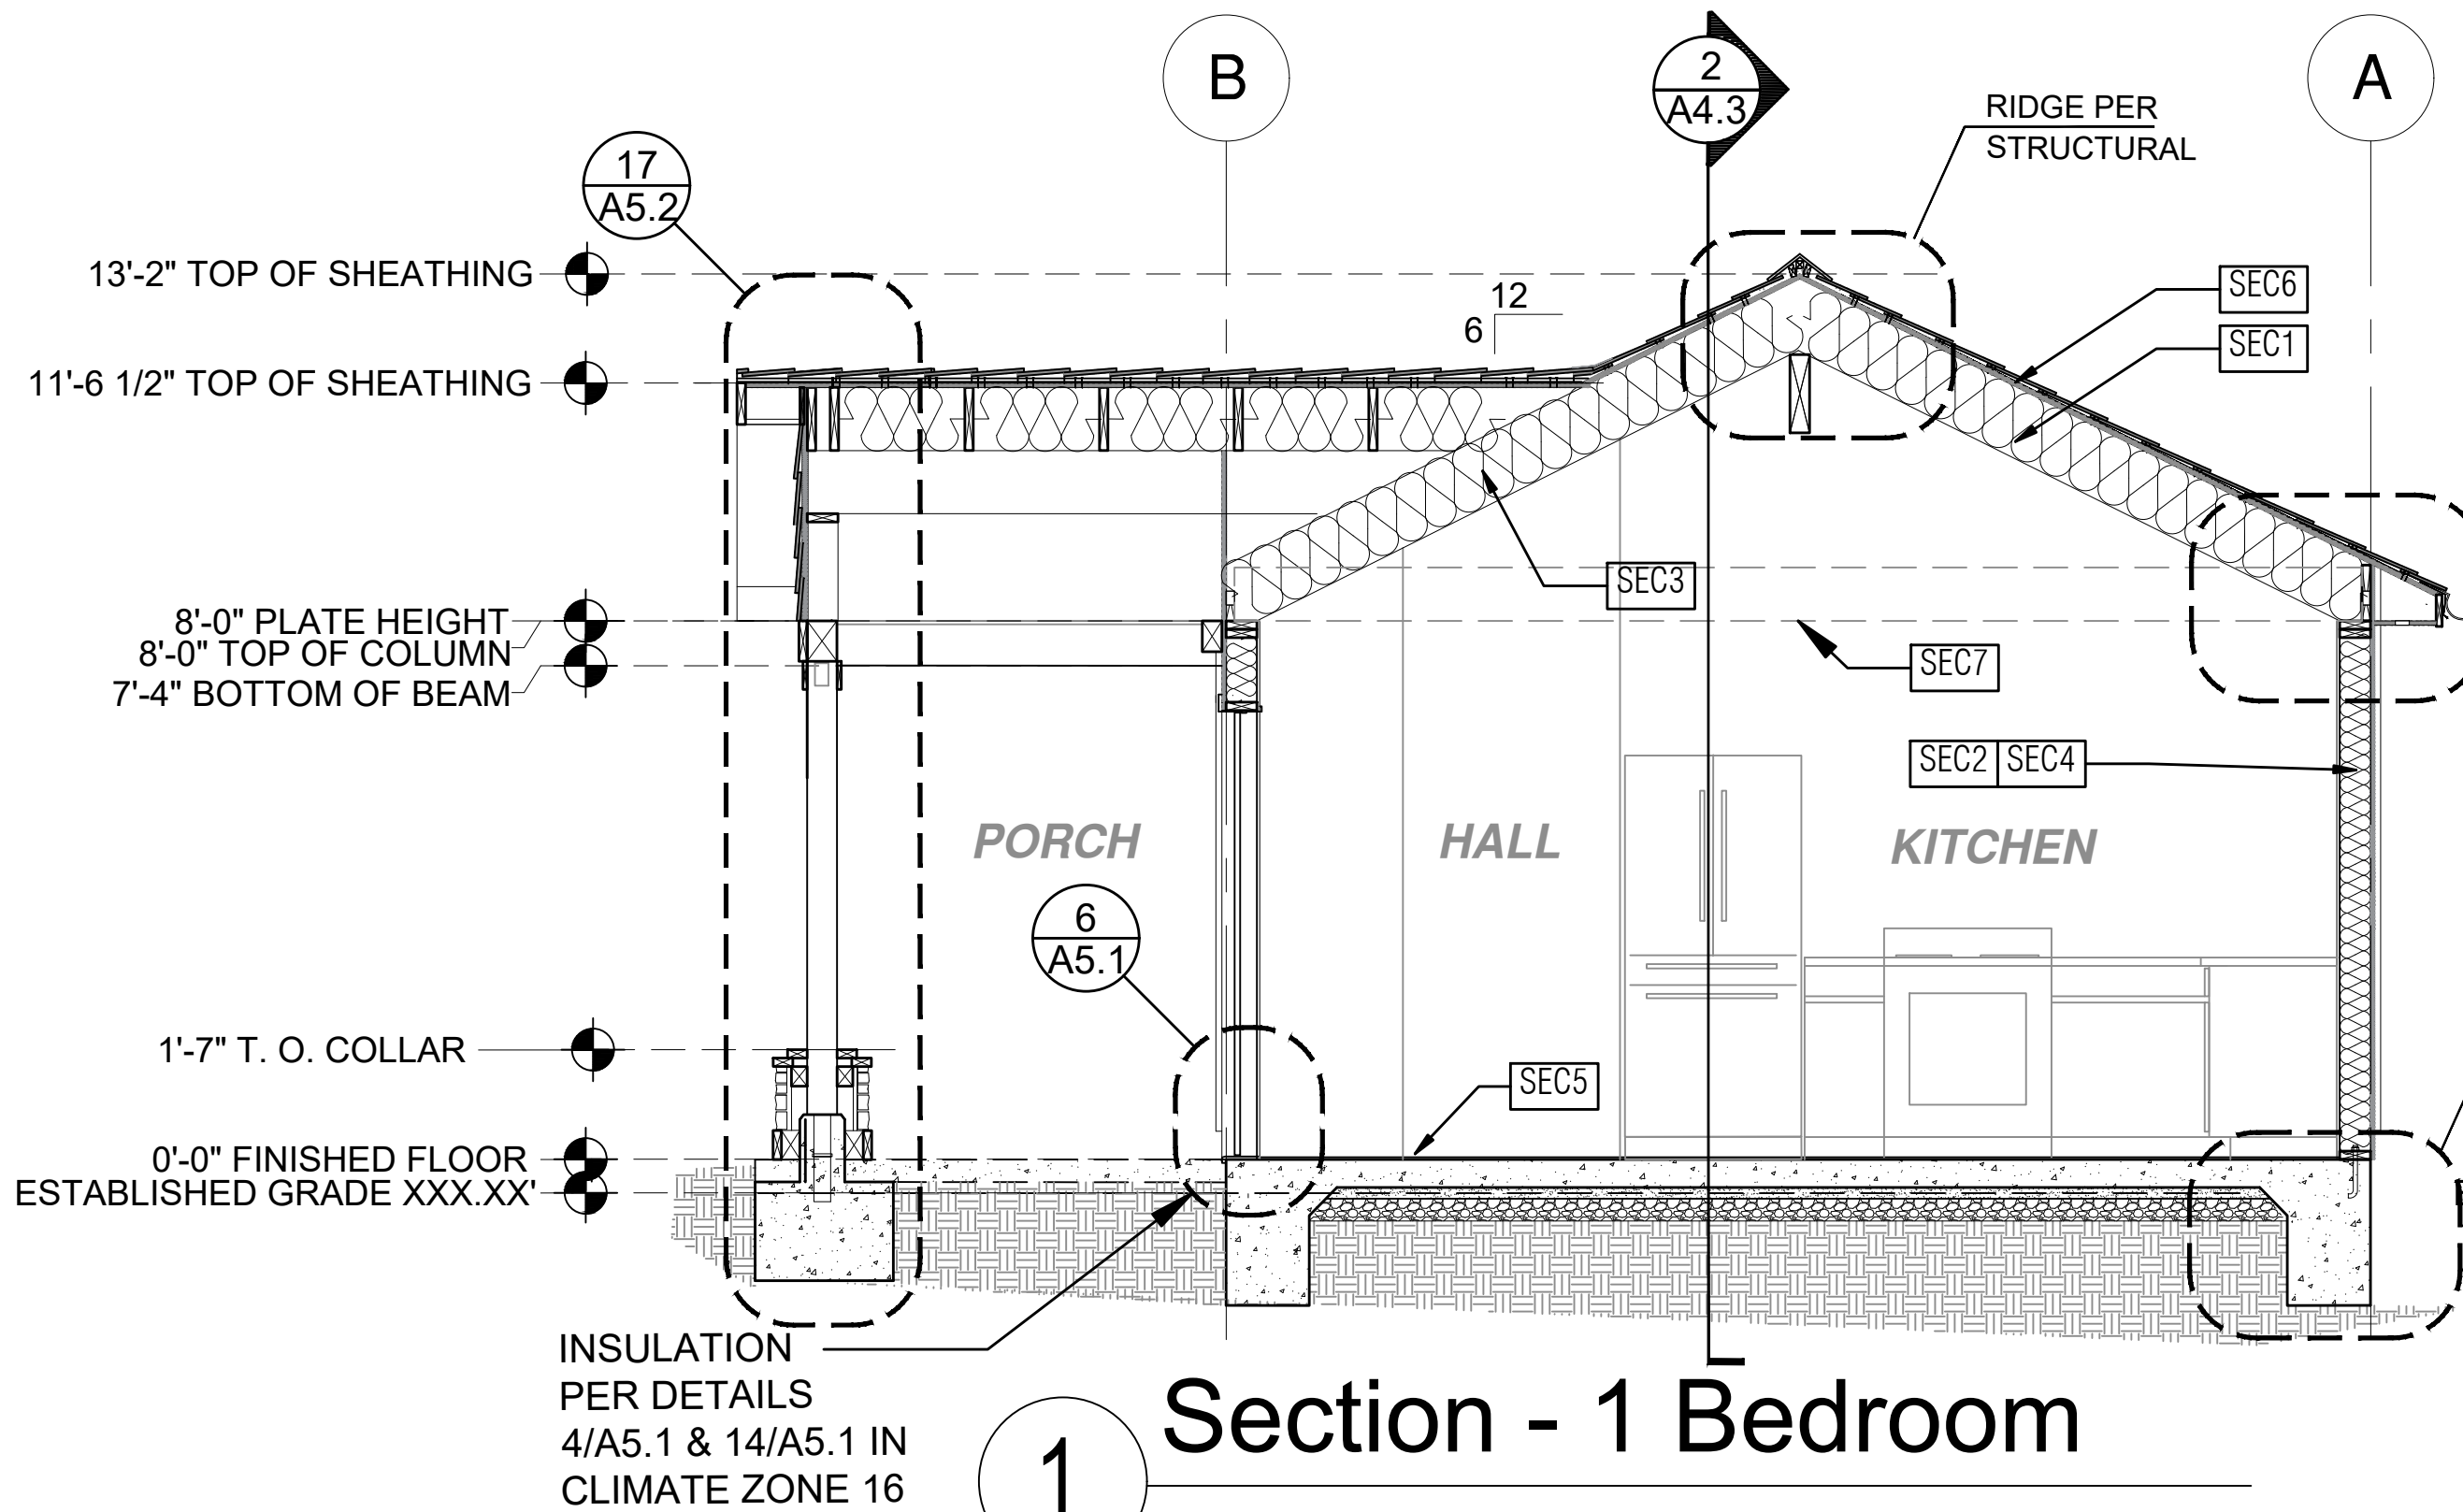 B
2
A4.3
A
RIDGE PER
STRUCTURAL
17
A5.2
13'-2" TOP OF SHEATHING
12
6
SEC6
SEC1
11'-6 1/2" TOP OF SHEATHING
SEC3
8'-0" PLATE HEIGHT
8'-0" TOP OF COLUMN
7'-4" BOTTOM OF BEAM
SEC7
SEC2 SEC4
PORCH
HALL
KITCHEN
6
A5.1
1'-7" T. O. COLLAR
SEC5
0'-0" FINISHED FLOOR
ESTABLISHED GRADE XXX.XX'
INSULATION
PER DETAILS
4/A5.1 & 14/A5.1 IN
CLIMATE ZONE 16
1
Section - 1 Bedroom